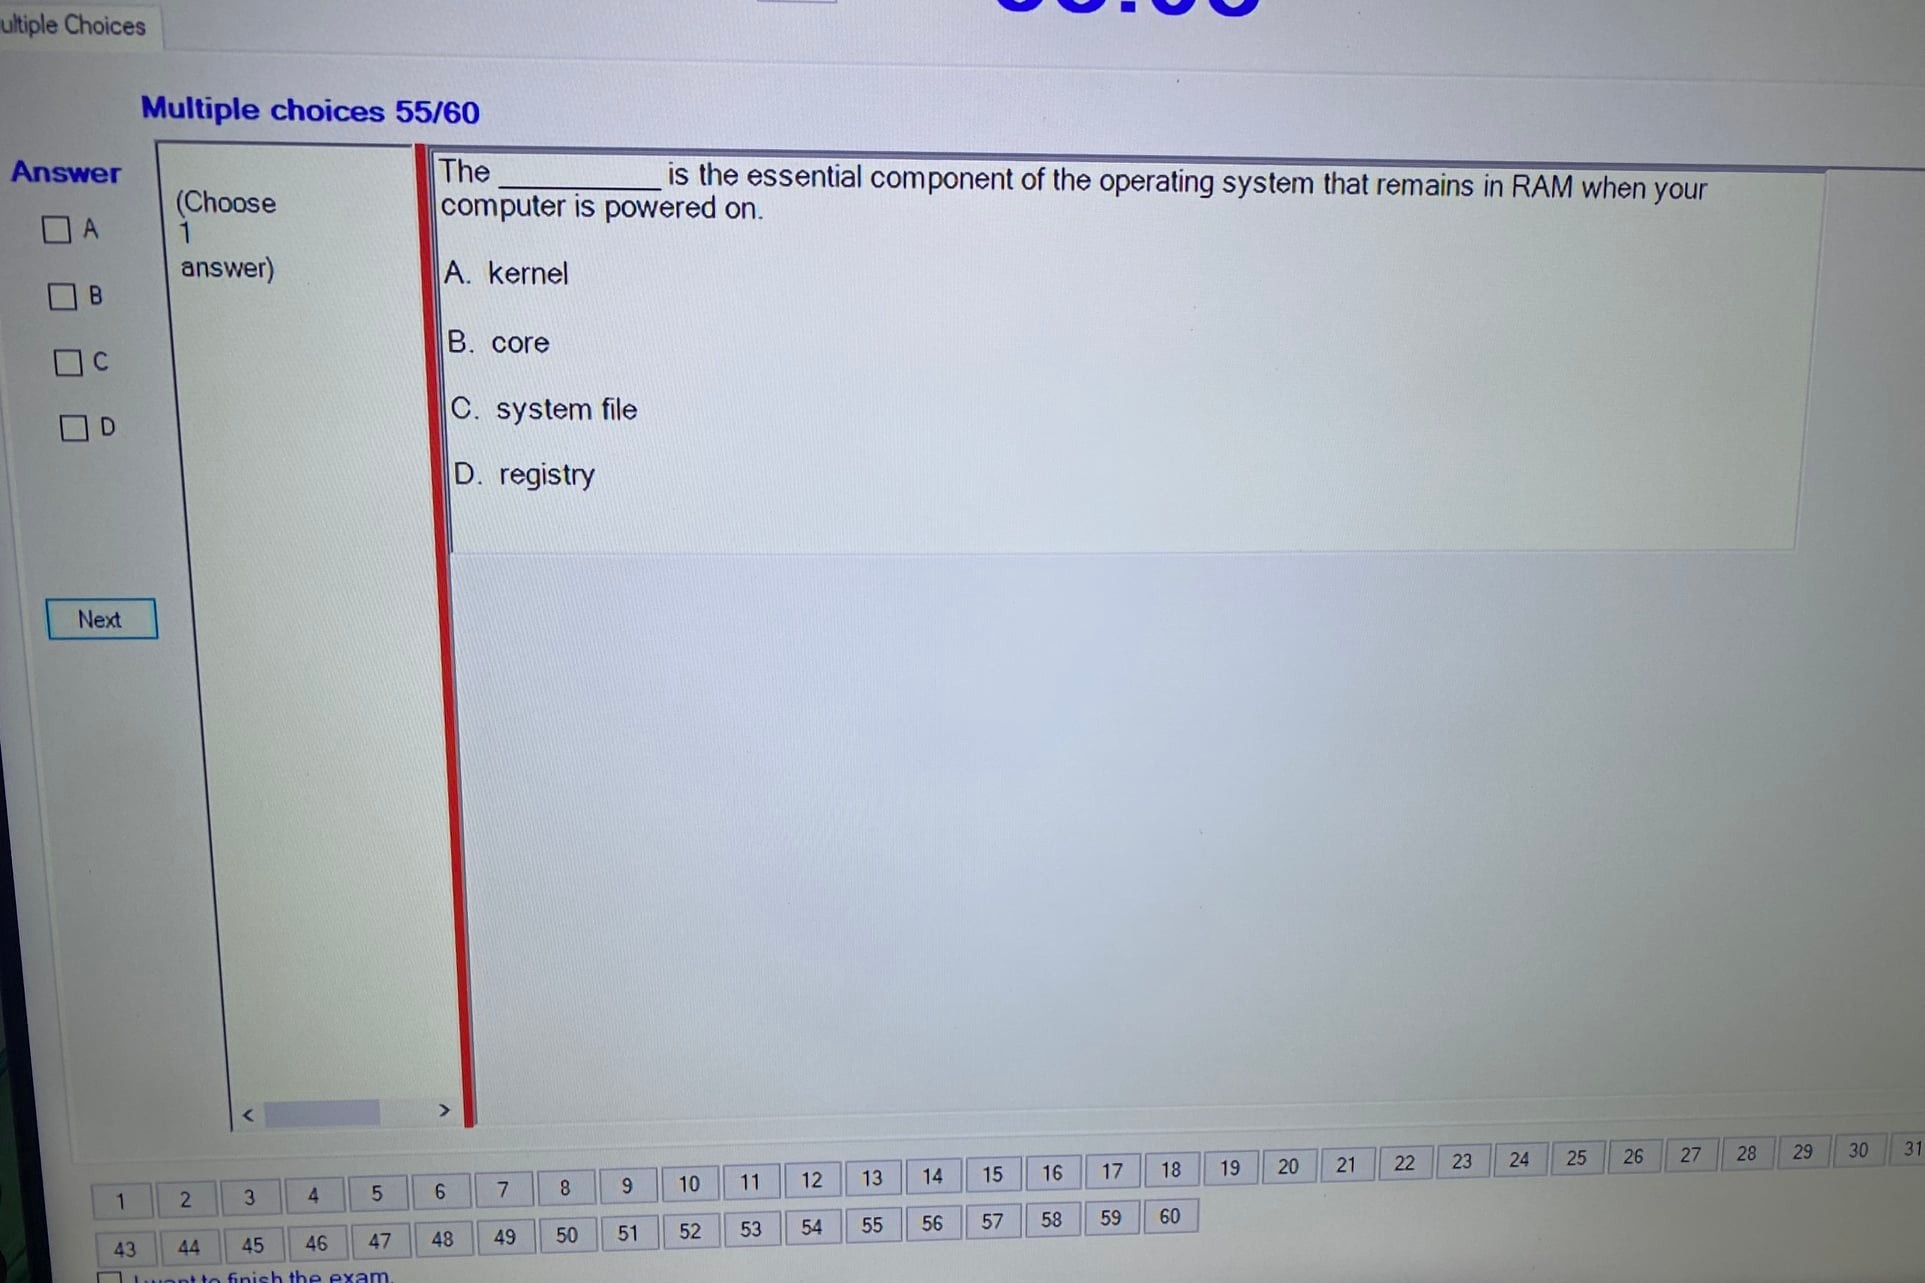 ultiple Choices
Multiple choices 55/60
Answer
A
B
C
D
Next
(Choose
1
answer)
The ____________ is the essential component of the operating system that remains in RAM when your
computer is powered on.
A. kernel
B. core
C. system file
D. registry
< >
1 2 3 4 5 6 7 8 9 10 11 12 13 14 15 16 17 18 19 20 21 22 23 24 25 26 27 28 29 30 31
43 44 45 46 47 48 49 50 51 52 53 54 55 56 57 58 59 60
I want to finish the exam.